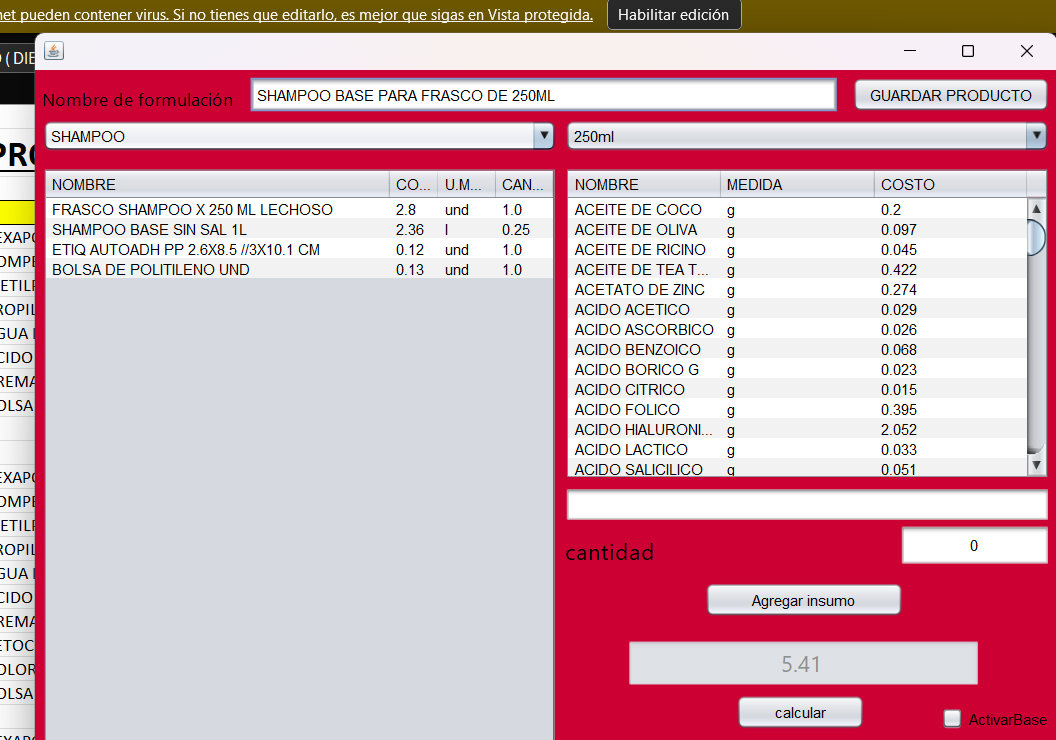 net pueden contener virus. Si no tienes que editarlo, es mejor que sigas en Vista protegida. Habilitar edición
( DIE
Nombre de formulación SHAMPOO BASE PARA FRASCO DE 250ML GUARDAR PRODUCTO
SHAMPOO 250ml
PRO
NOMBRE CO... U.M... CAN...
FRASCO SHAMPOO X 250 ML LECHOSO 2.8 und 1.0
SHAMPOO BASE SIN SAL 1L 2.36 l 0.25
ETIQ AUTOADH PP 2.6X8.5 //3X10.1 CM 0.12 und 1.0
BOLSA DE POLITILENO UND 0.13 und 1.0
NOMBRE MEDIDA COSTO
ACEITE DE COCO g 0.2
ACEITE DE OLIVA g 0.097
ACEITE DE RICINO g 0.045
ACEITE DE TEA T... g 0.422
ACETATO DE ZINC g 0.274
ACIDO ACETICO g 0.029
ACIDO ASCORBICO g 0.026
ACIDO BENZOICO g 0.068
ACIDO BORICO G g 0.023
ACIDO CITRICO g 0.015
ACIDO FOLICO g 0.395
ACIDO HIALURONI... g 2.052
ACIDO LACTICO g 0.033
ACIDO SALICILICO g 0.051
cantidad 0
Agregar insumo
5.41
calcular
ActivarBase
EXAPO
OMPE
ETILF
ROPIL
GUA
CIDO
REMA
OLSA
EXAPO
OMPE
ETILF
ROPIL
GUA
CIDO
REMA
ETOC
OLOR
OLSA